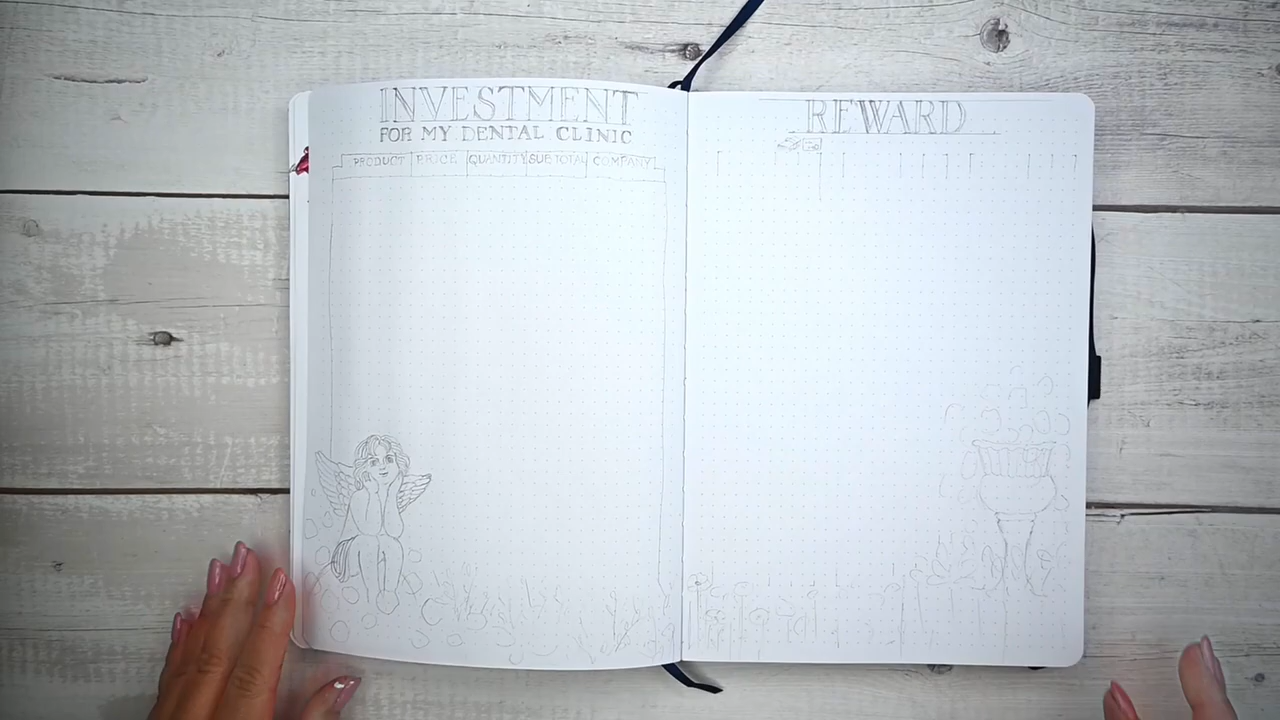 INVESTMENT
FOR MY DENTAL CLINIC
PRODUCT PRICE QUANTITY SUBTOTAL COMPANY
REWARD